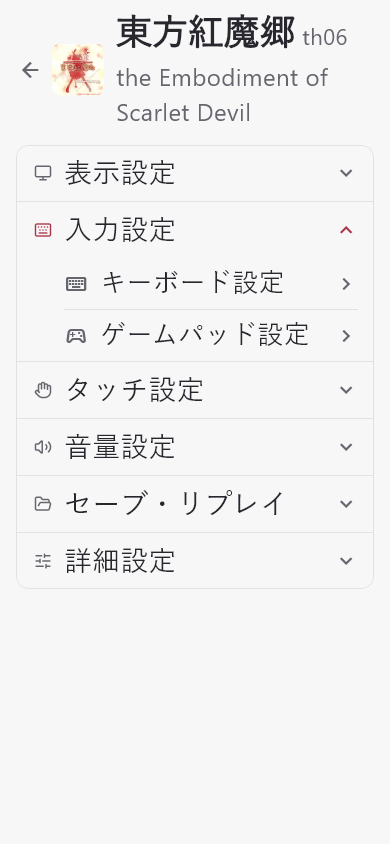 東方紅魔郷 th06
the Embodiment of
Scarlet Devil
表示設定
入力設定
キーボード設定
ゲームパッド設定
タッチ設定
音量設定
セーブ・リプレイ
詳細設定